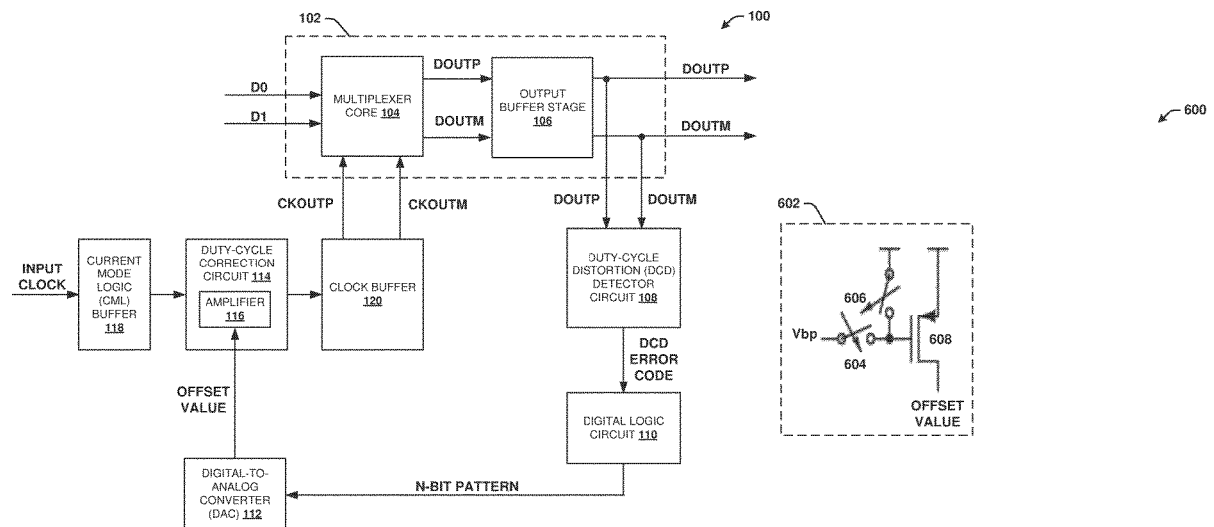 102
100
DOUTP
DOUTP
D0
MULTIPLEXER
CORE 104
OUTPUT
BUFFER STAGE
106
D1
DOUTM
DOUTM
600
CKOUTP
CKOUTM
DOUTP
DOUTM
602
INPUT
CLOCK
CURRENT
MODE
LOGIC
(CML)
BUFFER
118
DUTY-CYCLE
CORRECTION
CIRCUIT 114
AMPLIFIER
116
CLOCK BUFFER
120
DUTY-CYCLE
DISTORTION (DCD)
DETECTOR
CIRCUIT 108
606
Vbp
604
608
OFFSET
VALUE
DCD
ERROR
CODE
OFFSET
VALUE
DIGITAL LOGIC
CIRCUIT 110
DIGITAL-TO-
ANALOG
CONVERTER
(DAC) 112
N-BIT PATTERN